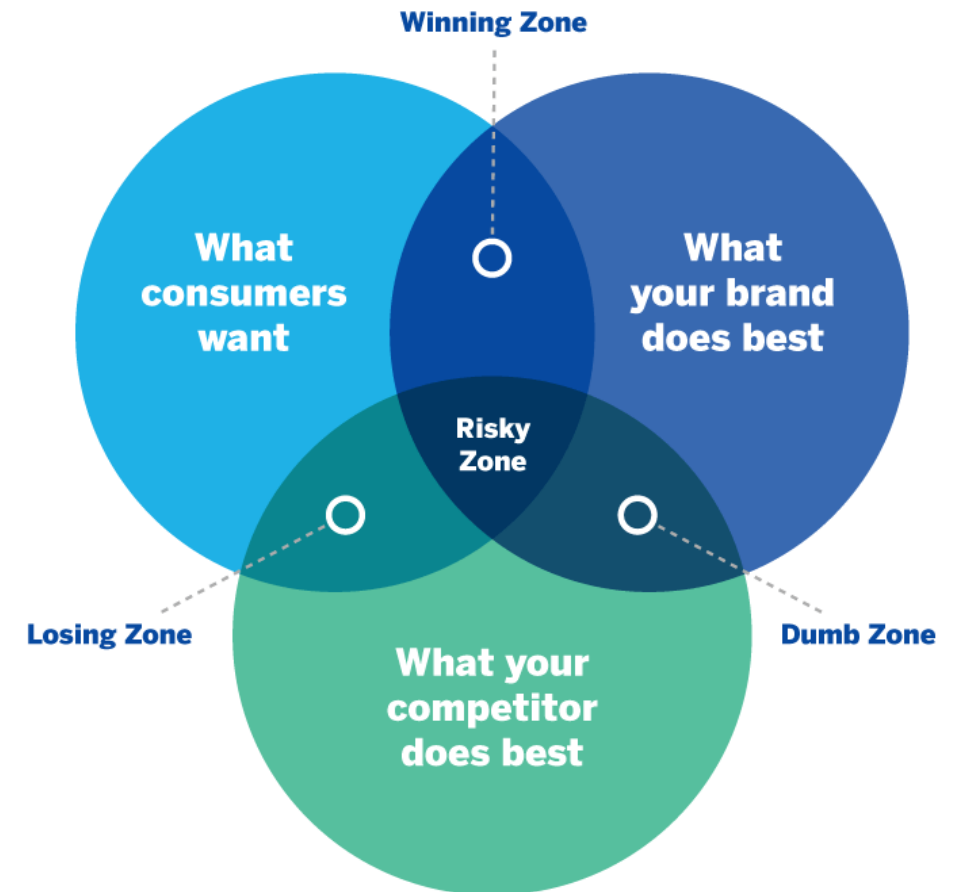 Winning Zone
What
consumers
want
What
your brand
does best
Risky
Zone
Losing Zone
Dumb Zone
What your
competitor
does best